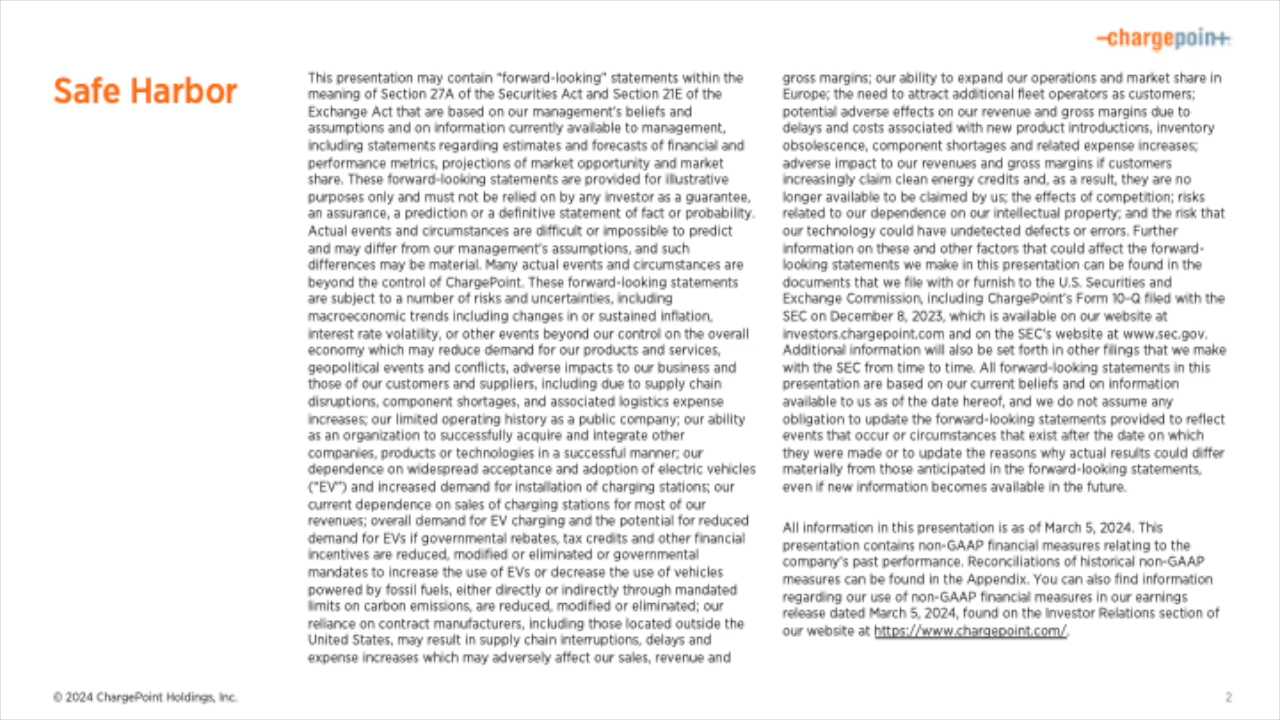 chargepoin+
Safe Harbor
This presentation may contain "forward-looking" statements within the
meaning of Section 27A of the Securities Act and Section 21E of the
Exchange Act that are based on our management's beliefs and
assumptions and on information currently available to management,
including statements regarding estimates and forecasts of financial and
performance metrics, projections of market opportunity and market
share. These forward-looking statements are provided for illustrative
purposes only and must not be relied on by any investor as a guarantee,
an assurance, a prediction or a definitive statement of fact or probability.
Actual events and circumstances are difficult or impossible to predict
and may differ from our management's assumptions, and such
differences may be material. Many actual events and circumstances are
beyond the control of ChargePoint. These forward-looking statements
are subject to a number of risks and uncertainties, including
macroeconomic trends including changes in or sustained inflation,
interest rate volatility, or other events beyond our control on the overall
economy which may reduce demand for our products and services,
geopolitical events and conflicts, adverse impacts to our business and
those of our customers and suppliers, including due to supply chain
disruptions, component shortages, and associated logistics expense
increases; our limited operating history as a public company; our ability
as an organization to successfully acquire and integrate other
companies, products or technologies in a successful manner; our
dependence on widespread acceptance and adoption of electric vehicles
("EV") and increased demand for installation of charging stations; our
current dependence on sales of charging stations for most of our
revenues; overall demand for EV charging and the potential for reduced
demand for EVs if governmental rebates, tax credits and other financial
incentives are reduced, modified or eliminated or governmental
mandates to increase the use of EVs or decrease the use of vehicles
powered by fossil fuels, either directly or indirectly through mandated
limits on carbon emissions, are reduced, modified or eliminated; our
reliance on contract manufacturers, including those located outside the
United States, may result in supply chain interruptions, delays and
expense increases which may adversely affect our sales, revenue and
gross margins; our ability to expand our operations and market share in
Europe; the need to attract additional fleet operators as customers;
potential adverse effects on our revenue and gross margins due to
delays and costs associated with new product introductions, inventory
obsolescence, component shortages and related expense increases;
adverse impact to our revenues and gross margins if customers
increasingly claim clean energy credits and, as a result, they are no
longer available to be claimed by us; the effects of competition; risks
related to our dependence on our intellectual property; and the risk that
our technology could have undetected defects or errors. Further
information on these and other factors that could affect the forward-
looking statements we make in this presentation can be found in the
documents that we file with or furnish to the U.S. Securities and
Exchange Commission, including ChargePoint's Form 10-Q filed with the
SEC on December 8, 2023, which is available on our website at
investors.chargepoint.com and on the SEC's website at www.sec.gov.
Additional information will also be set forth in other filings that we make
with the SEC from time to time. All forward-looking statements in this
presentation are based on our current beliefs and on information
available to us as of the date hereof, and we do not assume any
obligation to update the forward-looking statements provided to reflect
events that occur or circumstances that exist after the date on which
they were made or to update the reasons why actual results could differ
materially from those anticipated in the forward-looking statements,
even if new information becomes available in the future.
All information in this presentation is as of March 5, 2024. This
presentation contains non-GAAP financial measures relating to the
company's past performance. Reconciliations of historical non-GAAP
measures can be found in the Appendix. You can also find information
regarding our use of non-GAAP financial measures in our earnings
release dated March 5, 2024, found on the Investor Relations section of
our website at https://www.chargepoint.com/.
© 2024 ChargePoint Holdings, Inc.
2